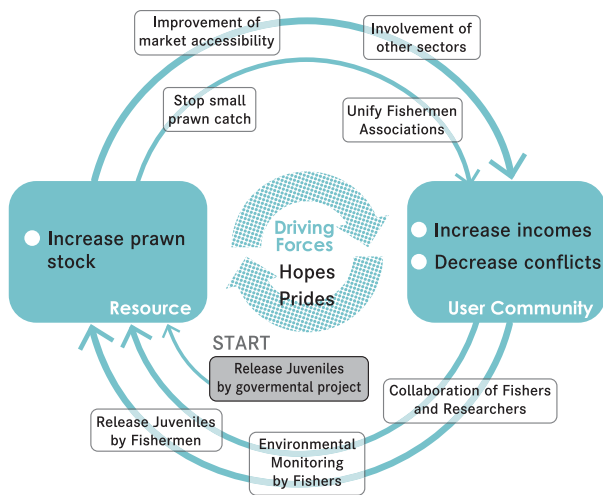 Improvement of
market accessibility
Involvement of
other sectors
Stop small
prawn catch
Unify Fishermen
Associations
Increase prawn
stock
Resource
Driving
Forces
Hopes
Prides
Increase incomes
Decrease conflicts
User Community
START
Release Juveniles
by govermental project
Release Juveniles
by Fishermen
Environmental
Monitoring
by Fishers
Collaboration of Fishers
and Researchers